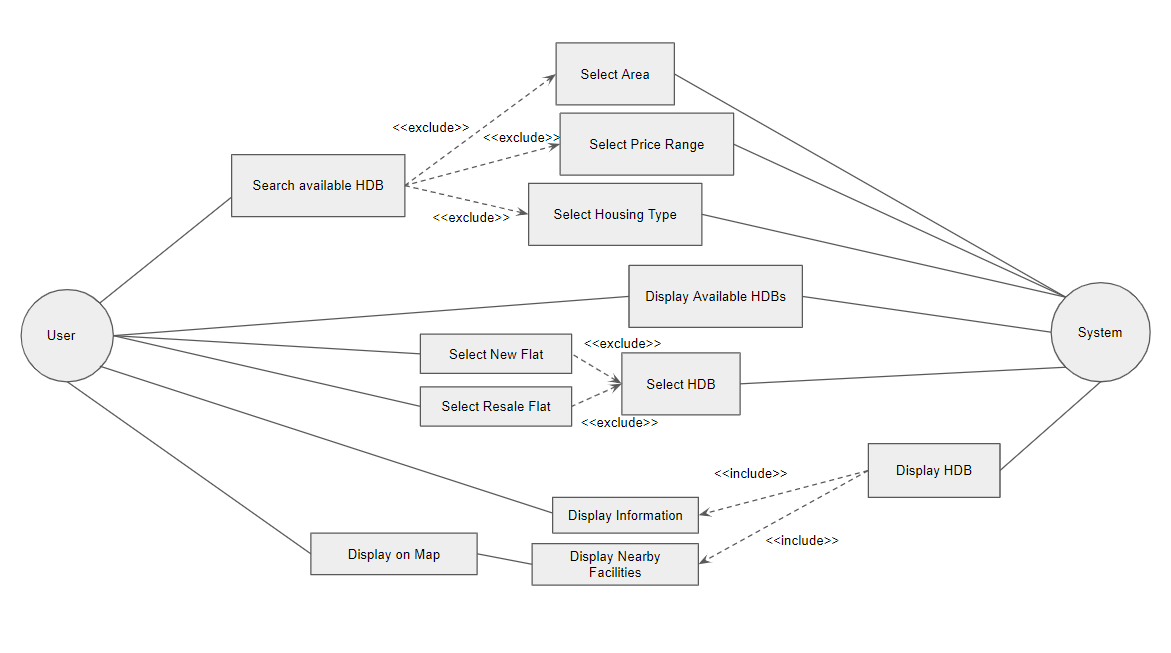 Select Area
<<exclude>>
<<exclude>>
Select Price Range
Search available HDB
Select Housing Type
<<exclude>>
Display Available HDBs
User
System
<<exclude>>
Select New Flat
Select HDB
Select Resale Flat
<<exclude>>
<<include>>
Display HDB
Display Information
<<include>>
Display on Map
Display Nearby
Facilities